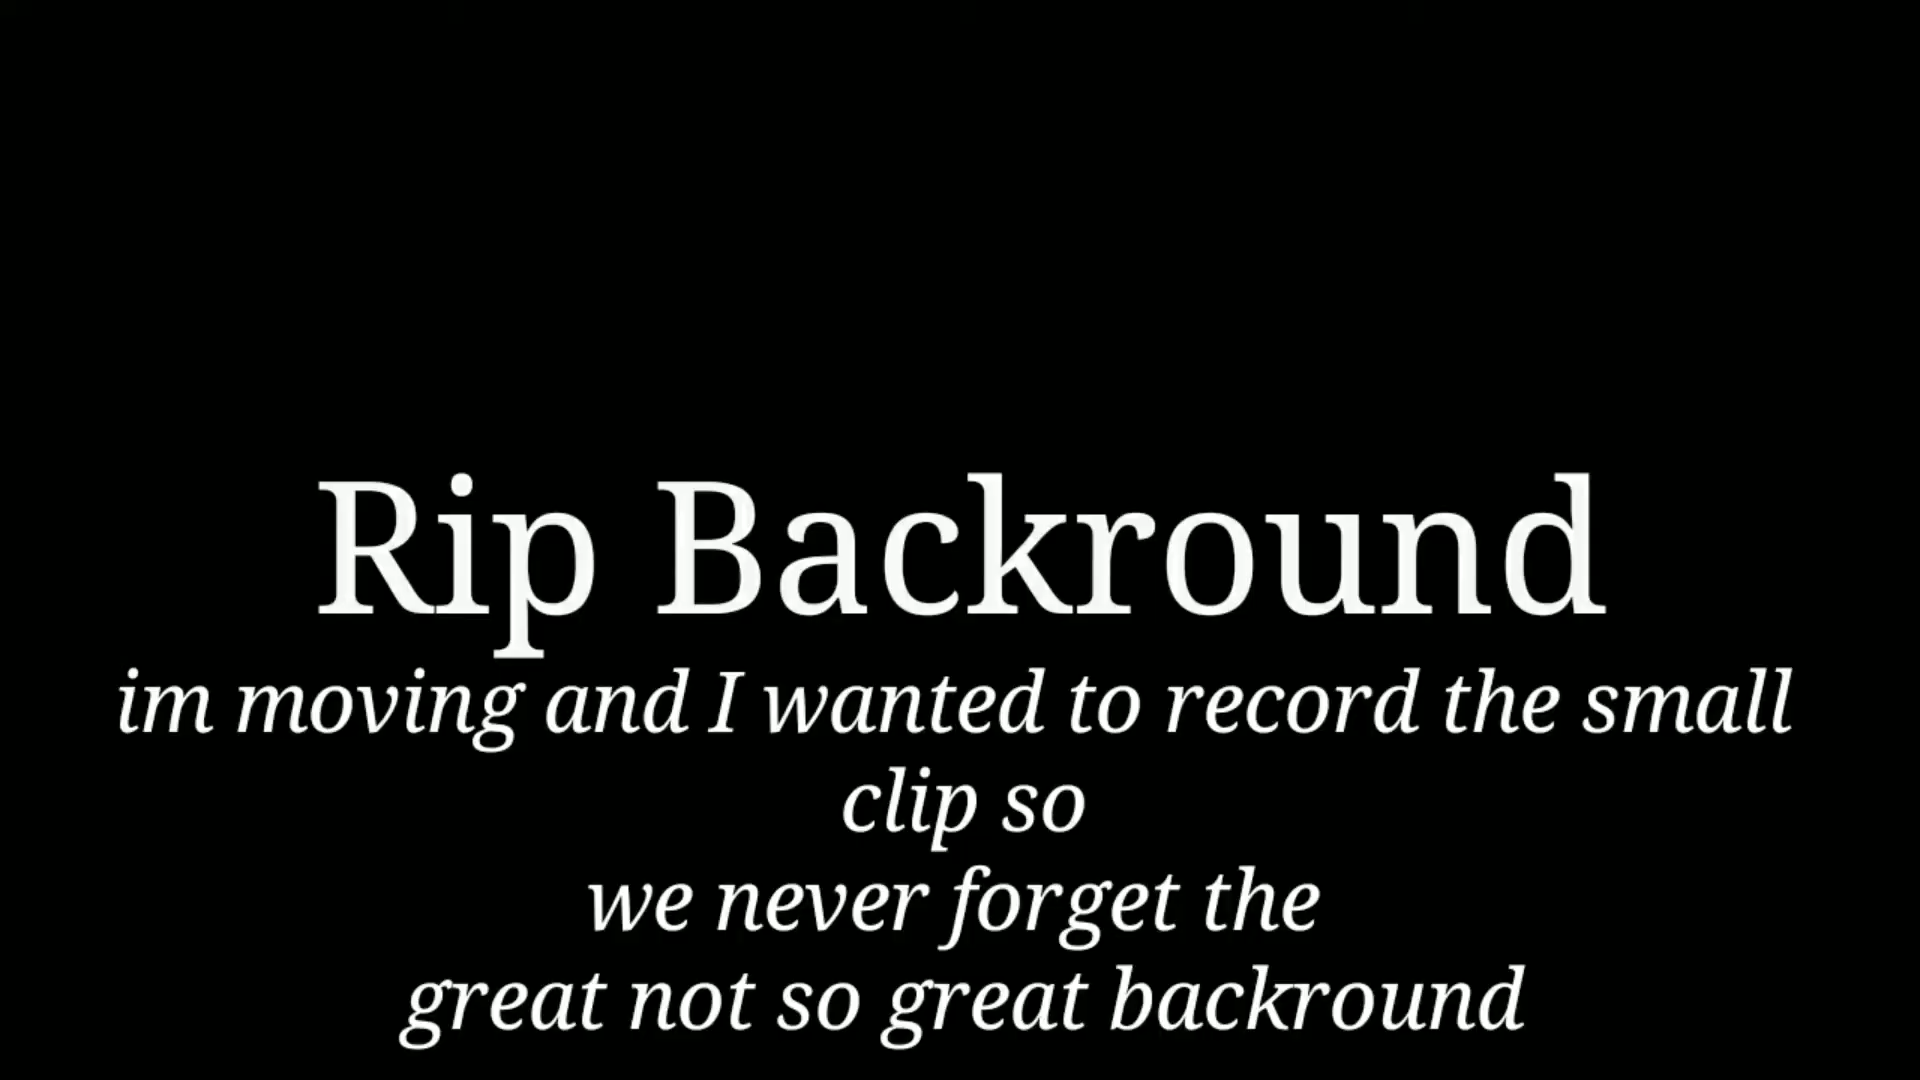 Rip Backround
im moving and I wanted to record the small
clip so
we never forget the
great not so great backround